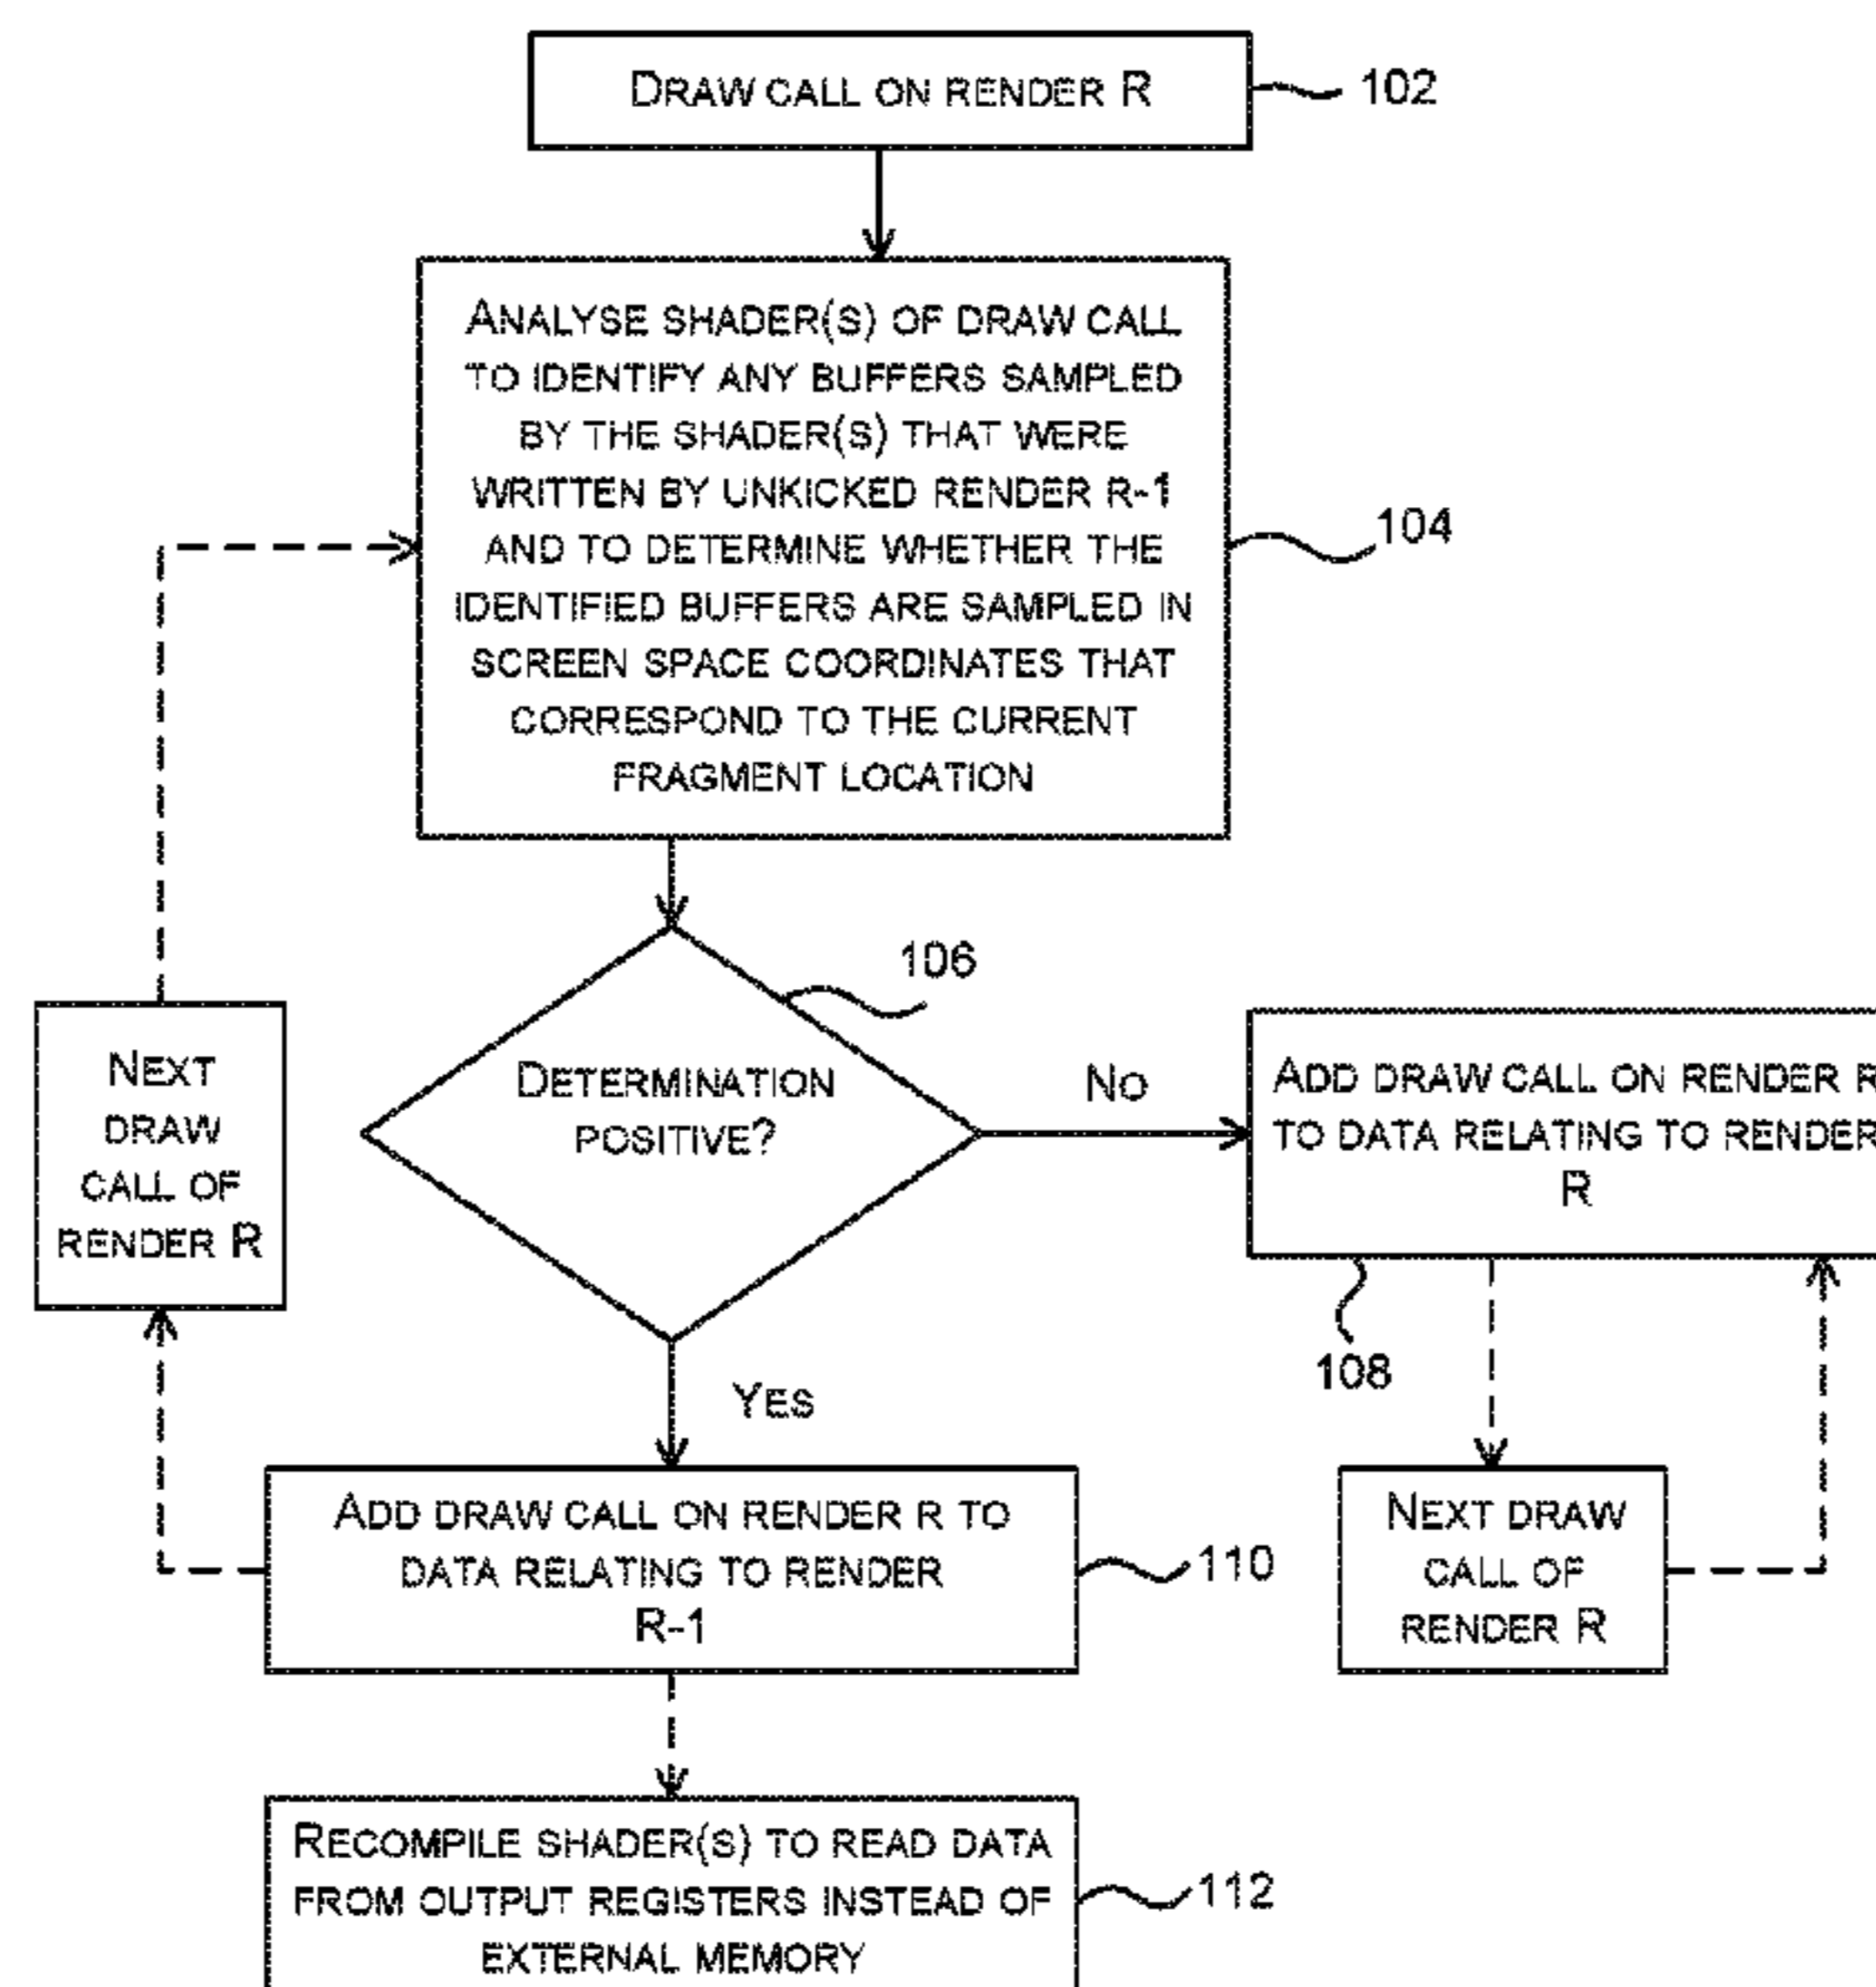 DRAW CALL ON RENDER R
102
ANALYSE SHADER(S) OF DRAW CALL
TO IDENTIFY ANY BUFFERS SAMPLED
BY THE SHADER(S) THAT WERE
WRITTEN BY UNKICKED RENDER R-1
AND TO DETERMINE WHETHER THE
IDENTIFIED BUFFERS ARE SAMPLED IN
SCREEN SPACE COORDINATES THAT
CORRESPOND TO THE CURRENT
FRAGMENT LOCATION
104
106
DETERMINATION
POSITIVE?
NEXT
DRAW
CALL OF
RENDER R
NO
ADD DRAW CALL ON RENDER R
TO DATA RELATING TO RENDER
R
108
YES
ADD DRAW CALL ON RENDER R TO
DATA RELATING TO RENDER
R-1
110
NEXT DRAW
CALL OF
RENDER R
RECOMPILE SHADER(S) TO READ DATA
FROM OUTPUT REGISTERS INSTEAD OF
EXTERNAL MEMORY
112